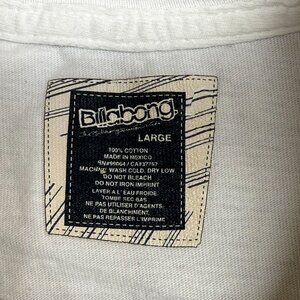 Billabong.
LARGE
100% COTTON
MADE IN MEXICO
MACHINE WASH COLD. DRY LOW
DO NOT BLEACH
DO NOT IRON IMPRINT
LAVER A L'EAU FROIDE.
TOMBE SEC BAS
NE PAS UTILISER D'AGENTS.
DE BLANCHIMENT.
NE PAS REPASSER L'IMPRIME